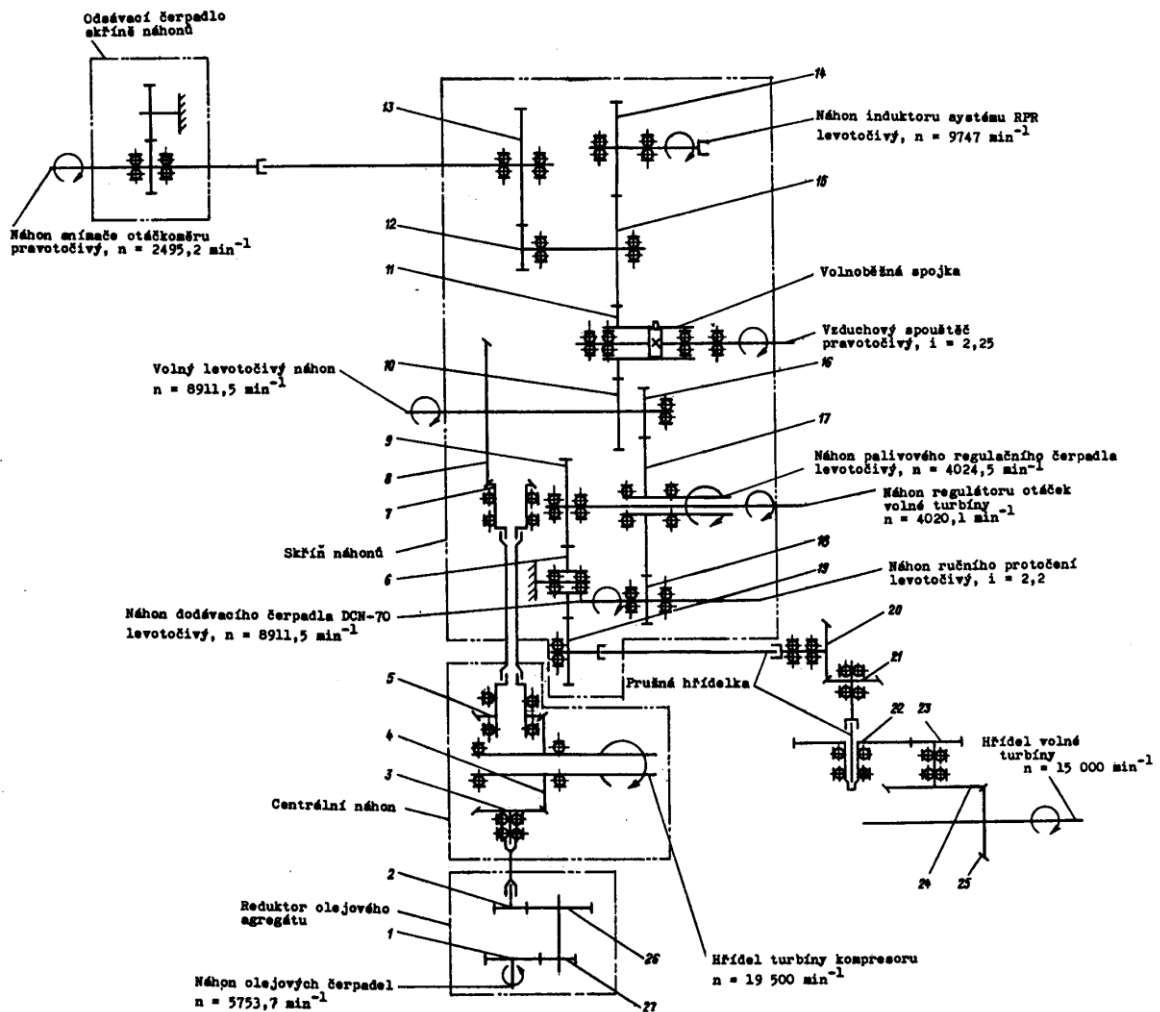 Odsávací čerpadlo
skříně náhonů
14
13
Náhon induktoru systému RPR
levotočivý, n = 9747 min⁻¹
15
12
Náhon snímače otáčkoměru
pravotočivý, n = 2495,2 min⁻¹
11
Volnoběžná spojka
Vzduchový spouštěč
pravotočivý, i = 2,25
10
16
Volný levotočivý náhon
n = 8911,5 min⁻¹
17
9
Náhon palivového regulačního čerpadla
levotočivý, n = 4024,5 min⁻¹
8
Náhon regulátoru otáček
volné turbíny
n = 4020,1 min⁻¹
7
Skříň náhonů
18
6
19
Náhon ručního protočení
levotočivý, i = 2,2
Náhon dodávacího čerpadla DCN-70
levotočivý, n = 8911,5 min⁻¹
20
21
5
Pružná hřídelka
22
23
4
Hřídel volné
turbíny
n = 15 000 min⁻¹
3
Centrální náhon
24
25
2
Reduktor olejového
agregátu
1
26
Hřídel turbíny kompresoru
n = 19 500 min⁻¹
Náhon olejových čerpadel
n = 5753,7 min⁻¹
27